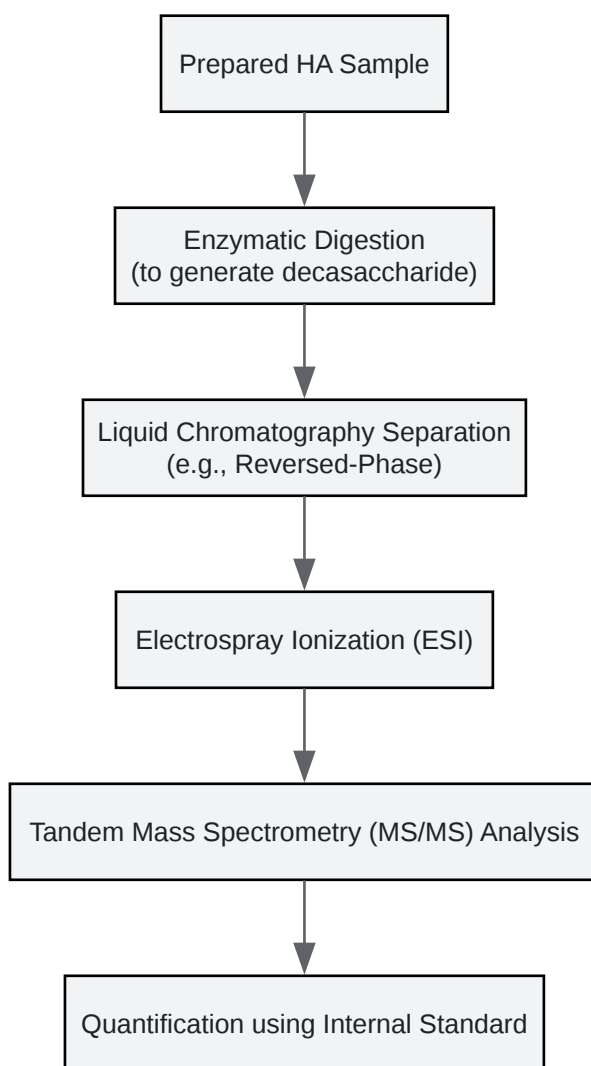 Prepared HA Sample
Enzymatic Digestion
(to generate decasaccharide)
Liquid Chromatography Separation
(e.g., Reversed-Phase)
Electrospray Ionization (ESI)
Tandem Mass Spectrometry (MS/MS) Analysis
Quantification using Internal Standard